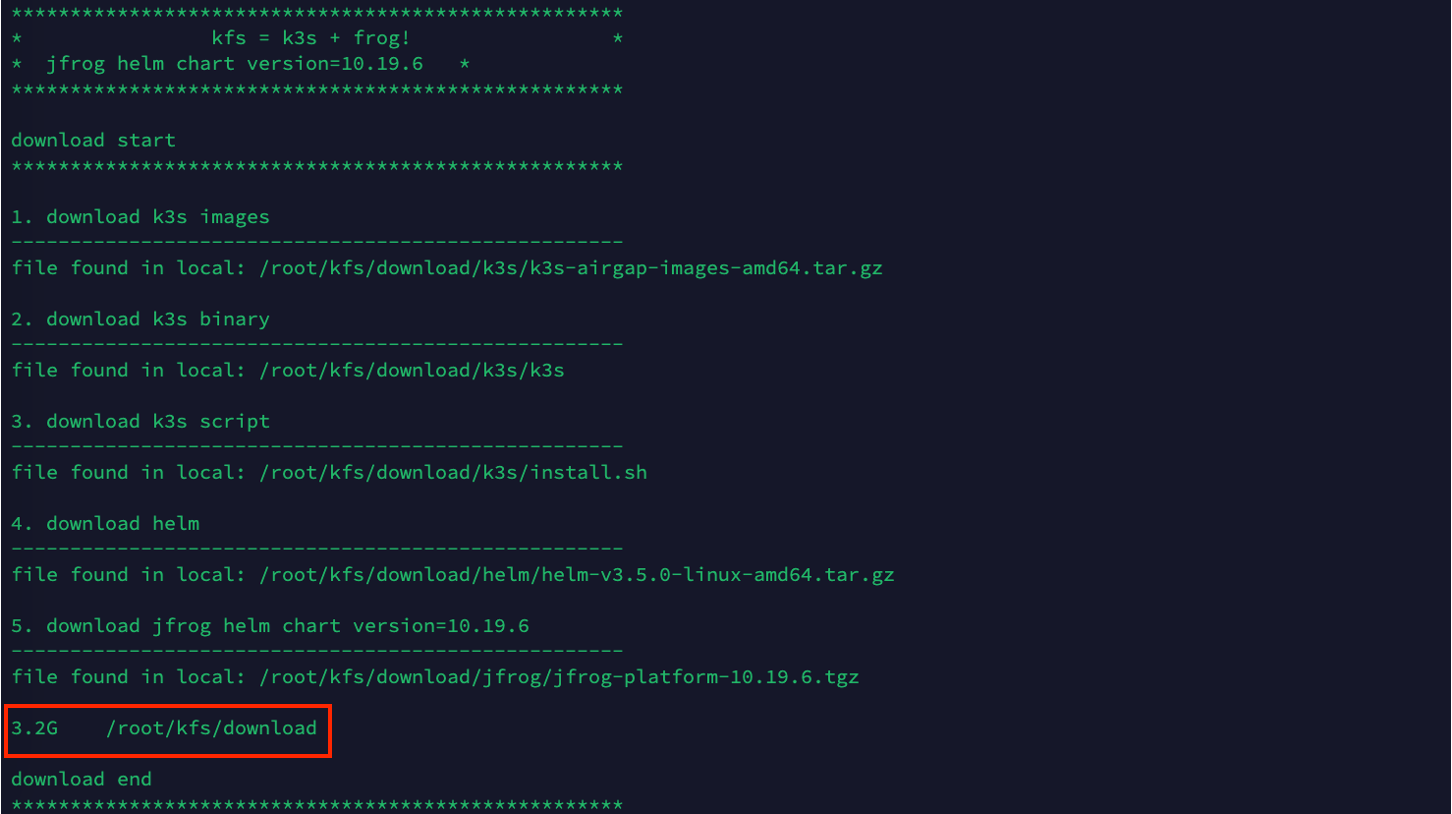 ****************************************************
*                kfs = k3s + frog!                 *
*  jfrog helm chart version=10.19.6   *
****************************************************
download start
****************************************************
1. download k3s images
----------------------------------------------------
file found in local: /root/kfs/download/k3s/k3s-airgap-images-amd64.tar.gz
2. download k3s binary
----------------------------------------------------
file found in local: /root/kfs/download/k3s/k3s
3. download k3s script
----------------------------------------------------
file found in local: /root/kfs/download/k3s/install.sh
4. download helm
----------------------------------------------------
file found in local: /root/kfs/download/helm/helm-v3.5.0-linux-amd64.tar.gz
5. download jfrog helm chart version=10.19.6
----------------------------------------------------
file found in local: /root/kfs/download/jfrog/jfrog-platform-10.19.6.tgz
3.2G    /root/kfs/download
download end
****************************************************